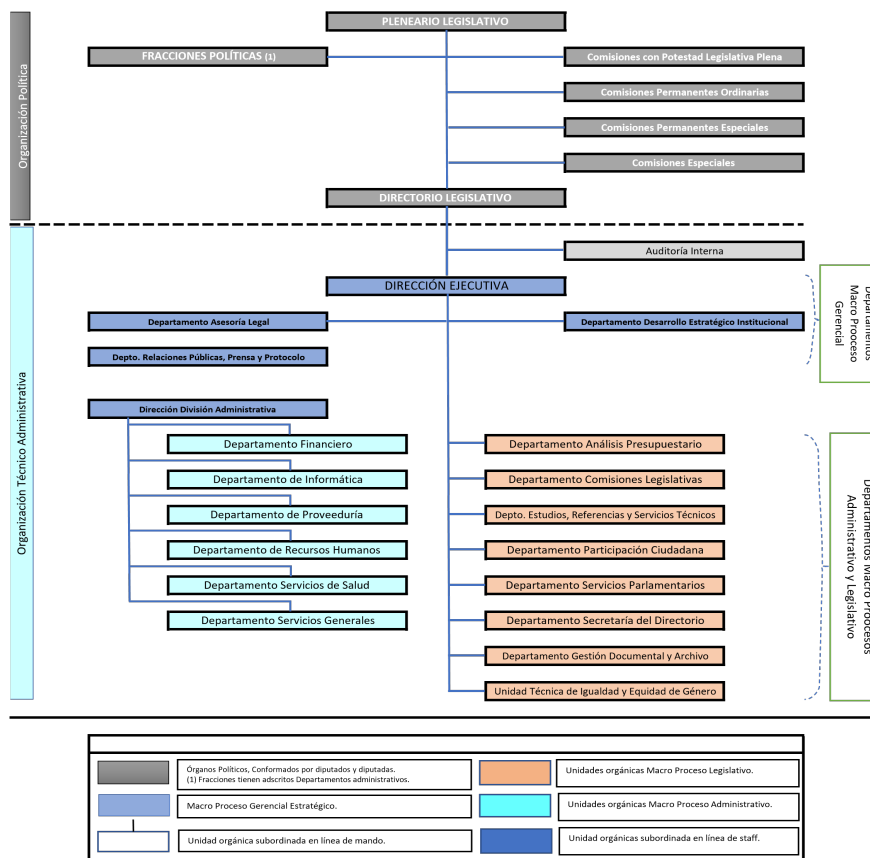 PLENEARIO LEGISLATIVO
FRACCIONES POLÍTICAS (1)
Comisiones con Potestad Legislativa Plena
Comisiones Permanentes Ordinarias
Comisiones Permanentes Especiales
Comisiones Especiales
DIRECTORIO LEGISLATIVO
Organización Política
Auditoría Interna
DIRECCIÓN EJECUTIVA
Departamento Asesoría Legal
Departamento Desarrollo Estratégico Institucional
Depto. Relaciones Públicas, Prensa y Protocolo
Departamentos
Macro Prooceso
Gerencial
Organización Técnico Administrativa
Dirección División Administrativa
Departamento Financiero
Departamento de Informática
Departamento de Proveeduría
Departamento de Recursos Humanos
Departamento Servicios de Salud
Departamento Servicios Generales
Departamento Análisis Presupuestario
Departamento Comisiones Legislativas
Depto. Estudios, Referencias y Servicios Técnicos
Departamento Participación Ciudadana
Departamento Servicios Parlamentarios
Departamento Secretaría del Directorio
Departamento Gestión Documental y Archivo
Unidad Técnica de Igualdad y Equidad de Género
Departamentos Macro Proocesos
Administrativo y Legislativo
Órganos Políticos, Conformados por diputados y diputadas.
(1) Fracciones tienen adscritos Departamentos administrativos.
Unidades orgánicas Macro Proceso Legislativo.
Macro Proceso Gerencial Estratégico.
Unidades orgánicas Macro Proceso Administrativo.
Unidad orgánica subordinada en línea de mando.
Unidad orgánicas subordinada en línea de staff.